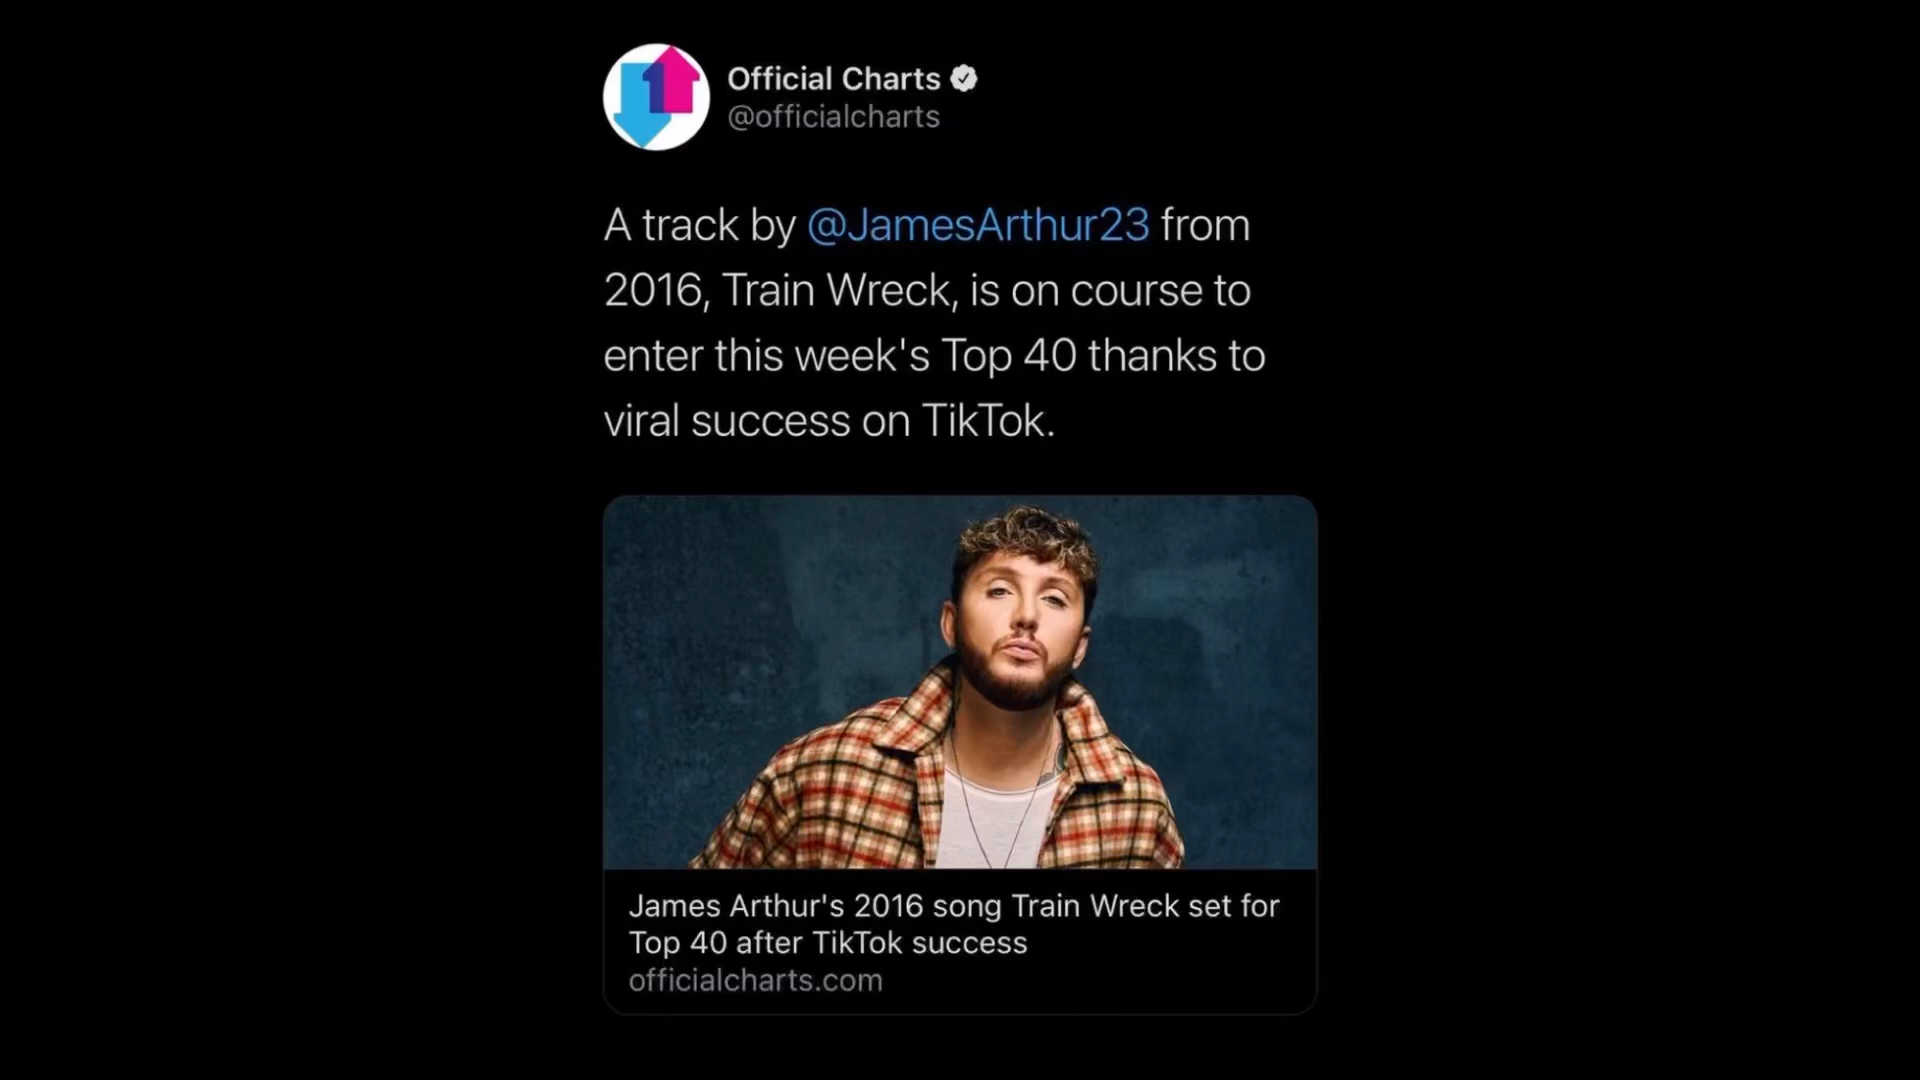 Official Charts
@officialcharts
A track by @JamesArthur23 from
2016, Train Wreck, is on course to
enter this week's Top 40 thanks to
viral success on TikTok.
James Arthur's 2016 song Train Wreck set for
Top 40 after TikTok success
officialcharts.com